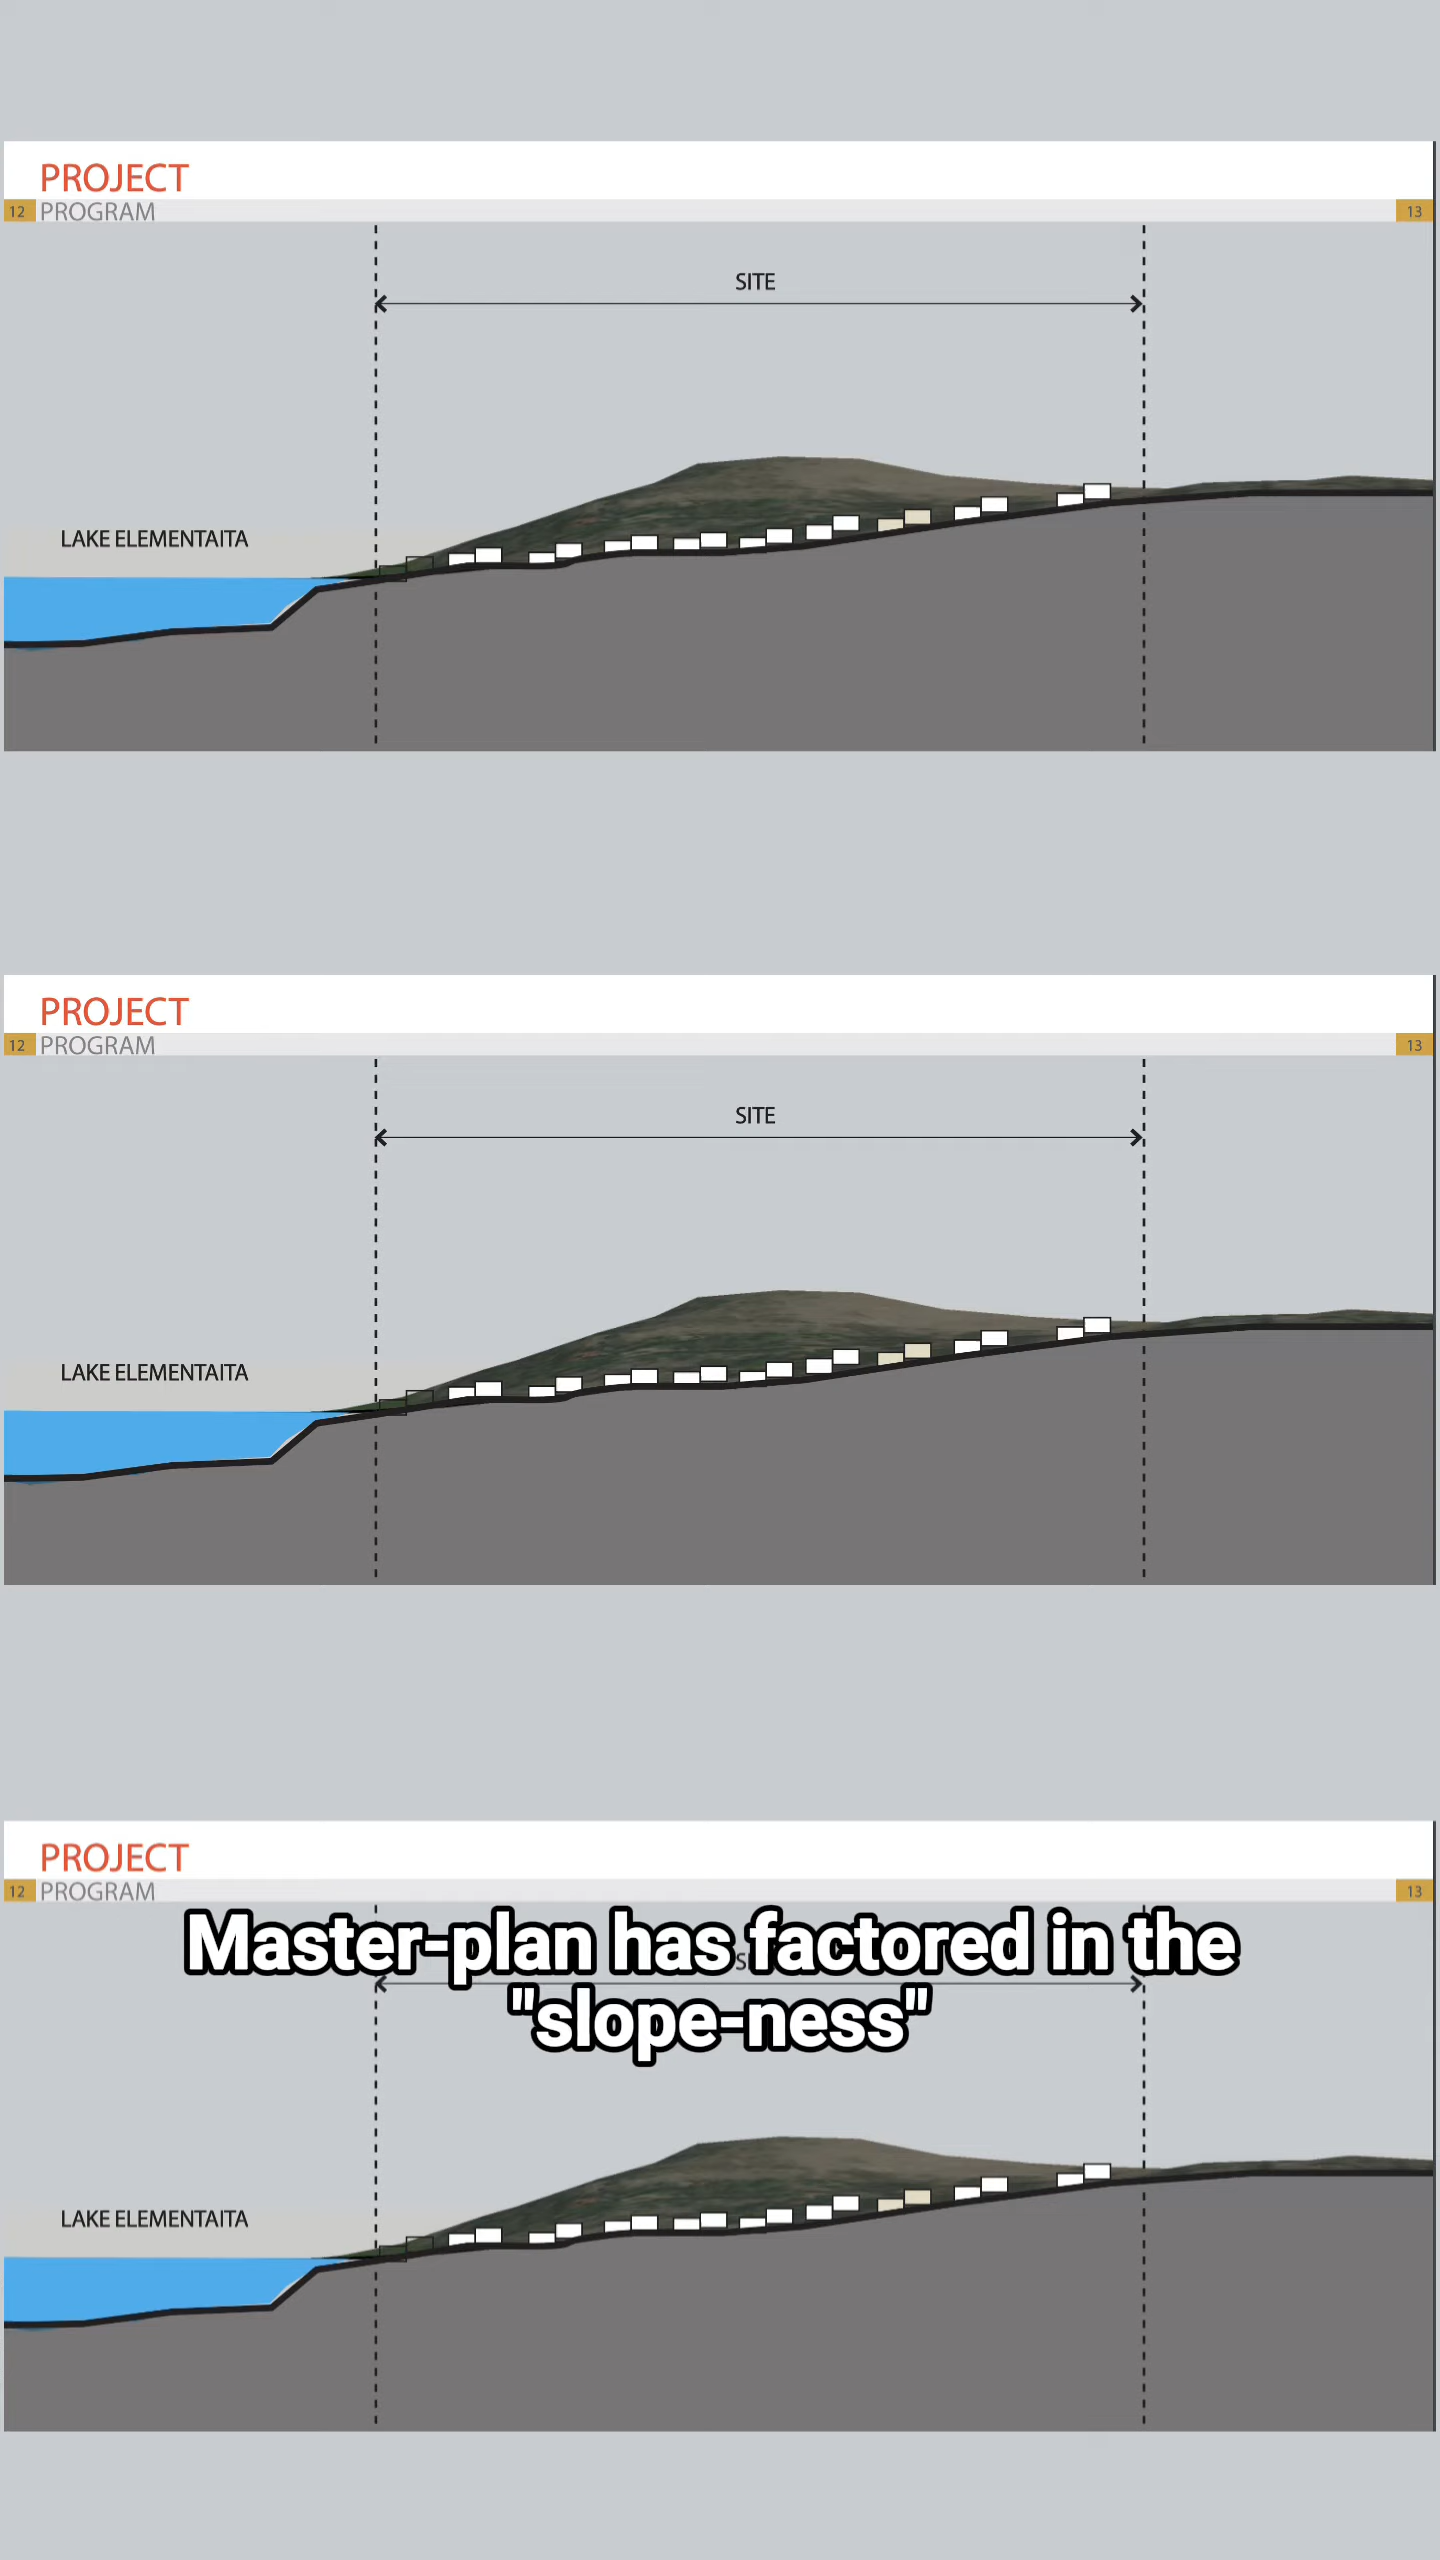 PROJECT
12 PROGRAM 13
SITE
LAKE ELEMENTAITA
PROJECT
12 PROGRAM 13
SITE
LAKE ELEMENTAITA
PROJECT
12 PROGRAM 13
Master-plan has factored in the
"slope-ness"
LAKE ELEMENTAITA